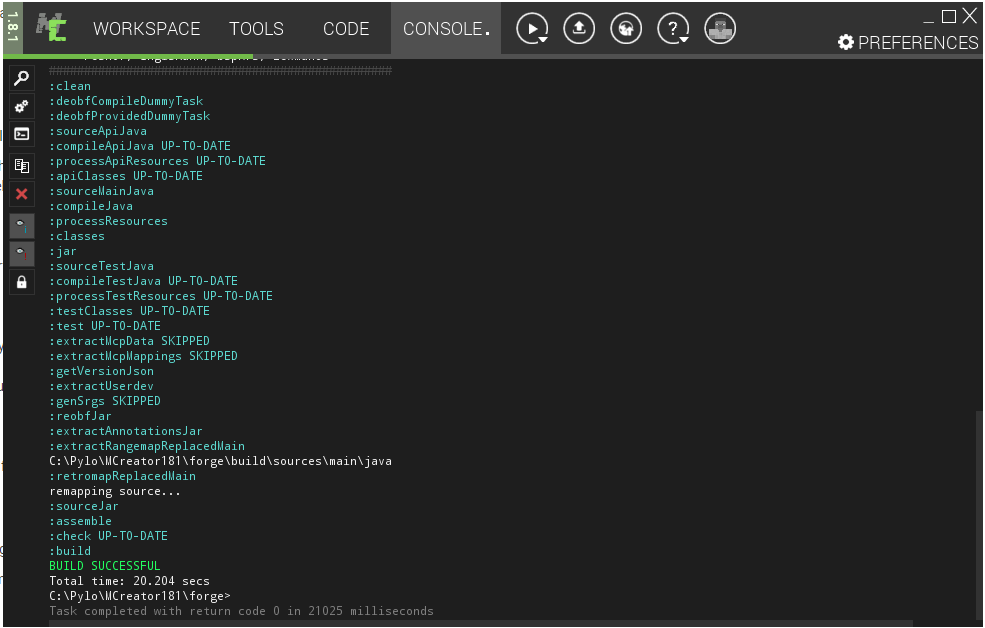 1.8.1
WORKSPACE TOOLS CODE CONSOLE.
PREFERENCES
##################################################
:clean
:deobfCompileDummyTask
:deobfProvidedDummyTask
:sourceApiJava
:compileApiJava UP-TO-DATE
:processApiResources UP-TO-DATE
:apiClasses UP-TO-DATE
:sourceMainJava
:compileJava
:processResources
:classes
:jar
:sourceTestJava
:compileTestJava UP-TO-DATE
:processTestResources UP-TO-DATE
:testClasses UP-TO-DATE
:test UP-TO-DATE
:extractMcpData SKIPPED
:extractMcpMappings SKIPPED
:getVersionJson
:extractUserdev
:genSrgs SKIPPED
:reobfJar
:extractAnnotationsJar
:extractRangemapReplacedMain
C:\Pylo\MCreator181\forge\build\sources\main\java
:retromapReplacedMain
remapping source...
:sourceJar
:assemble
:check UP-TO-DATE
:build
BUILD SUCCESSFUL
Total time: 20.204 secs
C:\Pylo\MCreator181\forge>
Task completed with return code 0 in 21025 milliseconds